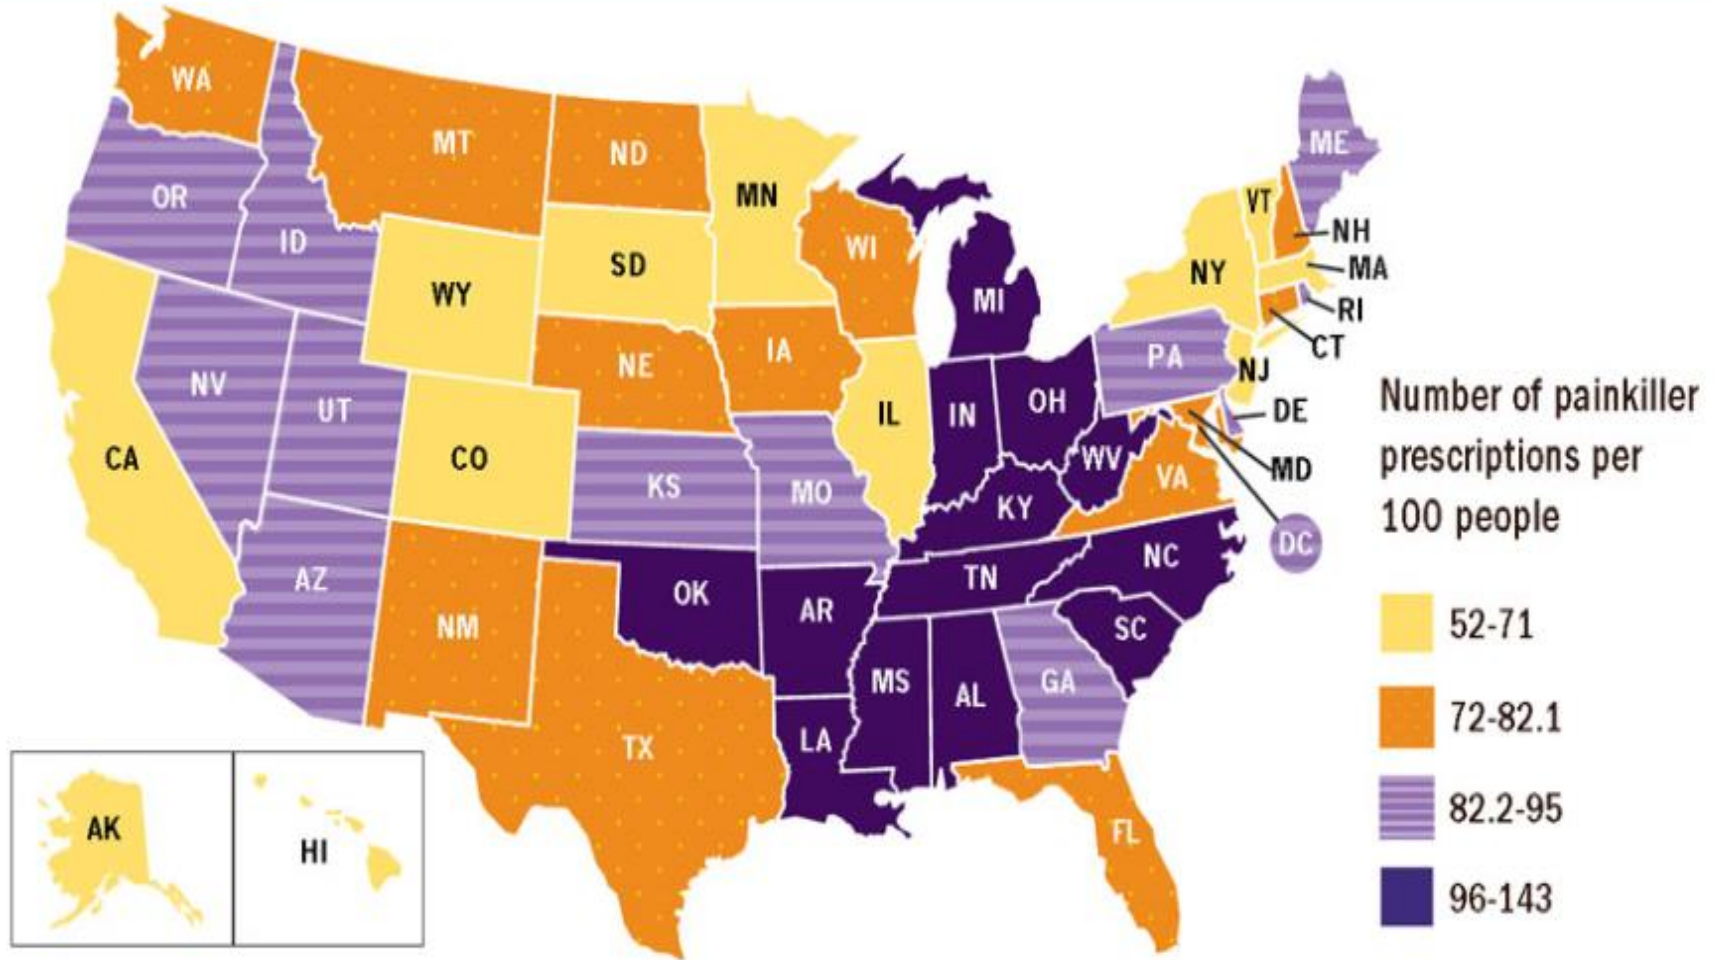 WA
MT
ND
MN
ME
OR
ID
WY
SD
WI
MI
NY
VT
NH
MA
RI
CT
NV
UT
CA
CO
NE
IA
IL
IN
OH
PA
NJ
DE
MD
WV
VA
DC
KS
MO
KY
AZ
NM
OK
AR
TN
NC
SC
MS
AL
GA
TX
LA
FL
AK
HI
Number of painkiller
prescriptions per
100 people
52-71
72-82.1
82.2-95
96-143